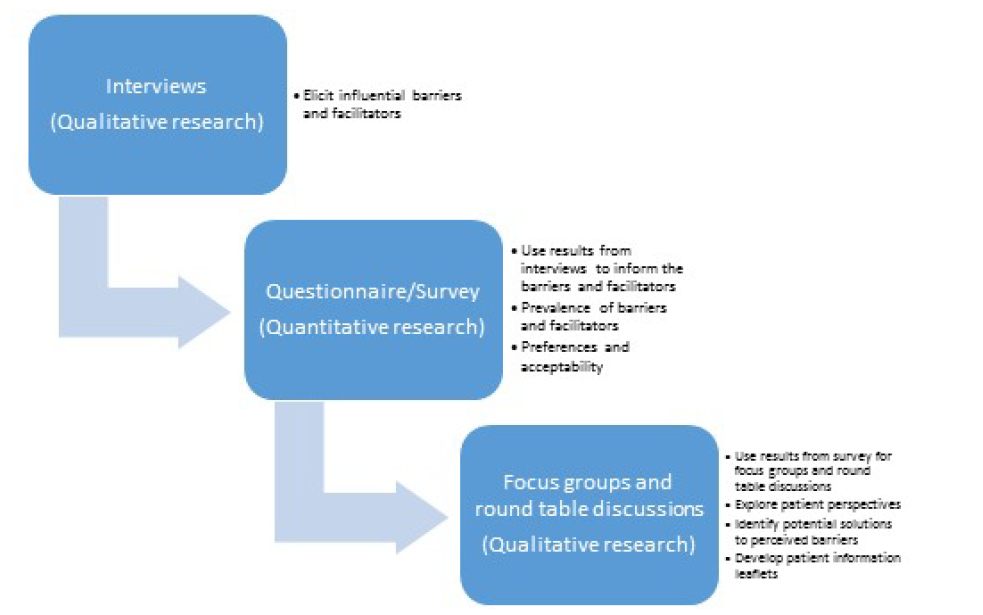 Interviews
(Qualitative research)
• Elicit influential barriers
and facilitators
Questionnaire/Survey
(Quantitative research)
• Use results from
interviews to inform the
barriers and facilitators
• Prevalence of barriers
and facilitators
• Preferences and
acceptability
Focus groups and
round table discussions
(Qualitative research)
• Use results from survey for
focus groups and round
table discussions
• Explore patient perspectives
• Identify potential solutions
to perceived barriers
• Develop patient information
leaflets